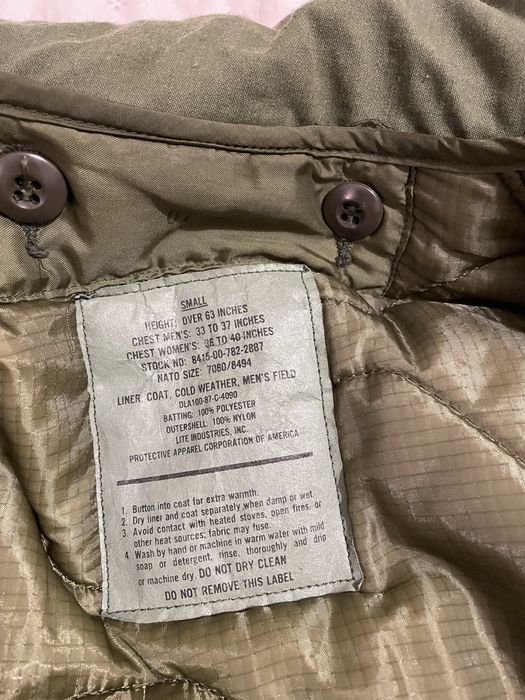 SMALL
HEIGHT: OVER 63 INCHES
CHEST MEN'S: 33 TO 37 INCHES
CHEST WOMEN'S: 36 TO 40 INCHES
STOCK NO: 8415-00-782-2887
NATO SIZE: 7080/8494
LINER, COAT, COLD WEATHER, MEN'S FIELD
DLA100-87-C-4090
BATTING: 100% POLYESTER
OUTERSHELL: 100% NYLON
LITE INDUSTRIES, INC.
PROTECTIVE APPAREL CORPORATION OF AMERICA
1. Button into coat for extra warmth.
2. Dry liner and coat separately when damp or wet
3. Avoid contact with heated stoves, open fires, or
other heat sources; fabric may fuse.
4. Wash by hand or machine in warm water with mild
soap or detergent, rinse, thoroughly and drip
or machine dry. DO NOT DRY CLEAN
DO NOT REMOVE THIS LABEL